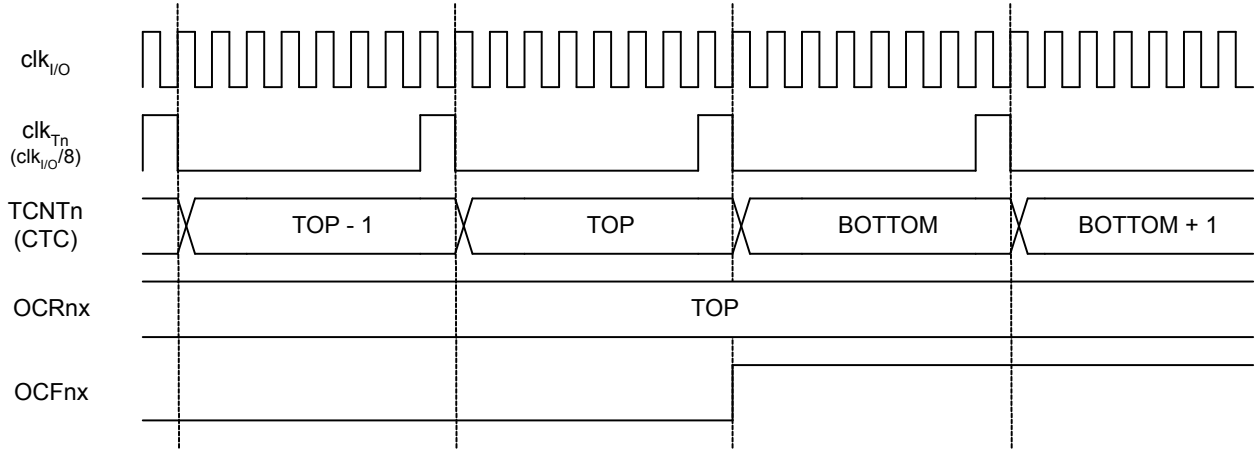 clkI/O
clkTn
(clkI/O/8)
TCNTn
(CTC)
TOP - 1
TOP
BOTTOM
BOTTOM + 1
OCRnx
TOP
OCFnx